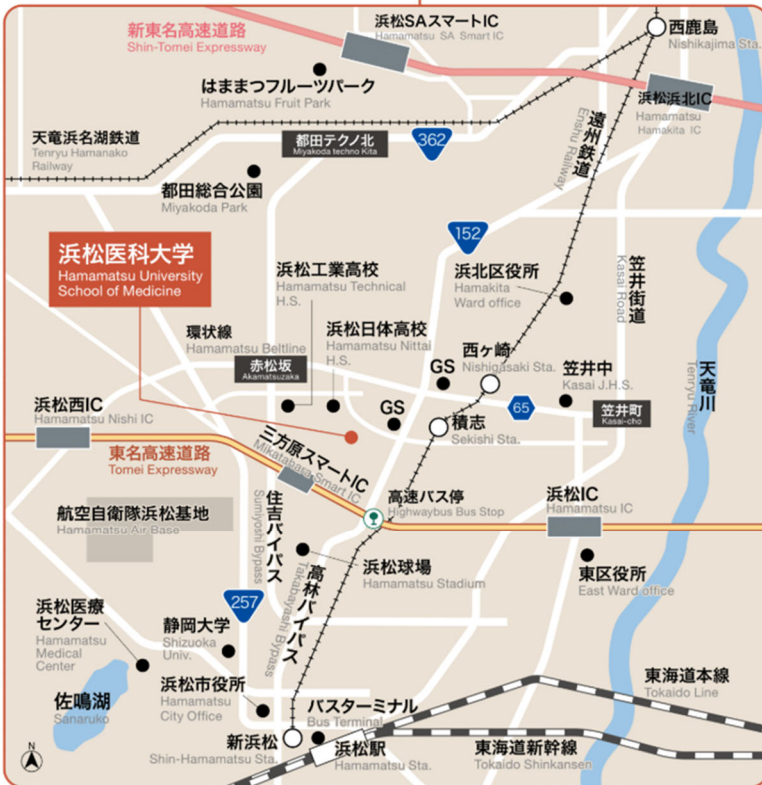 新東名高速道路
Shin-Tomei Expressway
浜松SAスマートIC
Hamamatsu SA Smart IC
西鹿島
Nishikajima Sta.
はままつフルーツパーク
Hamamatsu Fruit Park
浜松浜北IC
Hamamatsu
Hamakita IC
天竜浜名湖鉄道
Tenryu Hamanako
Railway
都田テクノ北
Miyakoda techno Kita
362
遠州鉄道
Enshu Railway
都田総合公園
Miyakoda Park
152
浜松医科大学
Hamamatsu University
School of Medicine
浜松工業高校
Hamamatsu Technical
H.S.
浜北区役所
Hamakita
Ward office
笠井街道
Kasai Road
環状線
Hamamatsu Beltline
浜松日体高校
Hamamatsu Nittai
H.S.
赤松坂
Akamatsuzaka
西ヶ崎
Nishigasaki Sta.
GS
笠井中
Kasai J.H.S.
天竜川
Tenryu River
浜松西IC
Hamamatsu Nishi IC
GS
65
笠井町
Kasai-cho
積志
Sekishi Sta.
東名高速道路
Tomei Expressway
三方原スマートIC
Mikatabara Smart IC
高速バス停
Highwaybus Bus Stop
浜松IC
Hamamatsu IC
航空自衛隊浜松基地
Hamamatsu Air Base
住吉バイパス
Sumiyoshi Bypass
浜松球場
Hamamatsu Stadium
東区役所
East Ward office
高林バイパス
Takabayashi Bypass
257
浜松医療
センター
Hamamatsu
Medical
Center
静岡大学
Shizuoka
Univ.
佐鳴湖
Sanaruko
浜松市役所
Hamamatsu
City Office
バスターミナル
Bus Terminal
東海道本線
Tokaido Line
新浜松
Shin-Hamamatsu Sta.
浜松駅
Hamamatsu Sta.
東海道新幹線
Tokaido Shinkansen
N